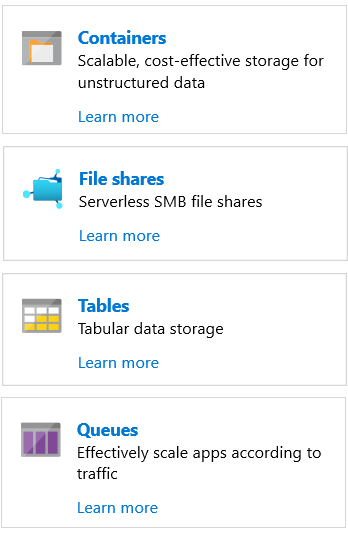 Containers
Scalable, cost-effective storage for
unstructured data
Learn more
File shares
Serverless SMB file shares
Learn more
Tables
Tabular data storage
Learn more
Queues
Effectively scale apps according to
traffic
Learn more